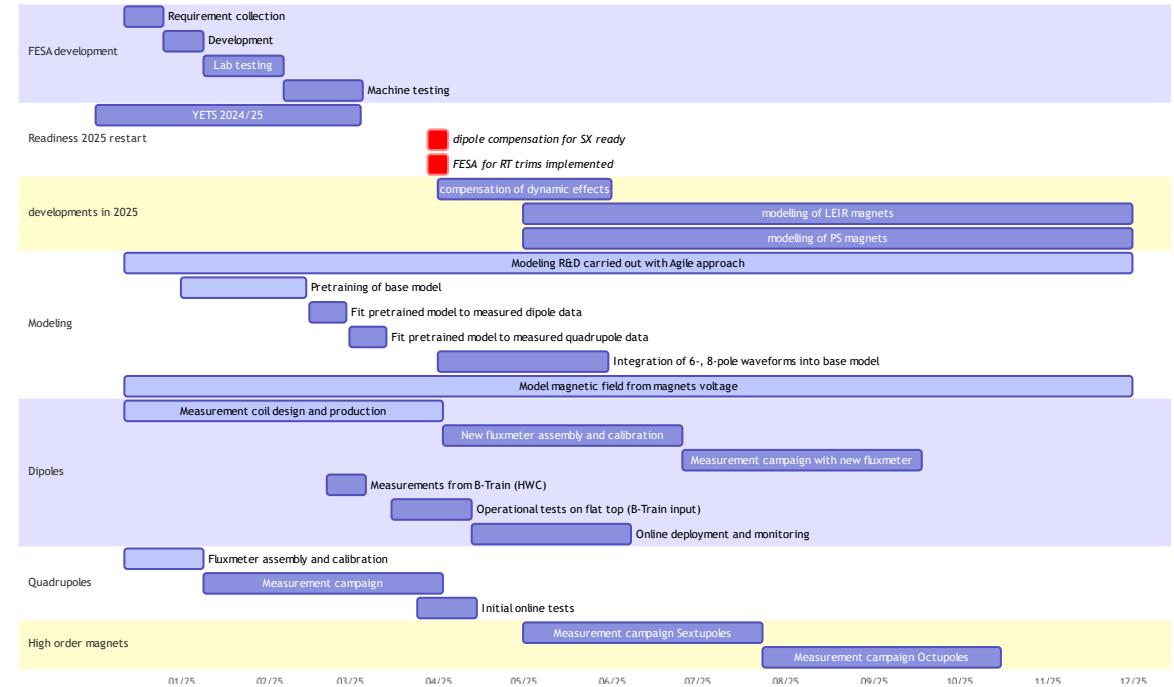 Requirement collection
Development
FESA development
Lab testing
Machine testing
YETS 2024/25
Readiness 2025 restart
dipole compensation for SX ready
FESA for RT trims implemented
compensation of dynamic effects
developments in 2025
modelling of LEIR magnets
modelling of PS magnets
Modeling R&D carried out with Agile approach
Pretraining of base model
Fit pretrained model to measured dipole data
Modeling
Fit pretrained model to measured quadrupole data
Integration of 6-, 8-pole waveforms into base model
Model magnetic field from magnets voltage
Measurement coil design and production
New fluxmeter assembly and calibration
Measurement campaign with new fluxmeter
Dipoles
Measurements from B-Train (HWC)
Operational tests on flat top (B-Train input)
Online deployment and monitoring
Fluxmeter assembly and calibration
Quadrupoles
Measurement campaign
Initial online tests
Measurement campaign Sextupoles
High order magnets
Measurement campaign Octupoles
01/25 02/25 03/25 04/25 05/25 06/25 07/25 08/25 09/25 10/25 11/25 12/25